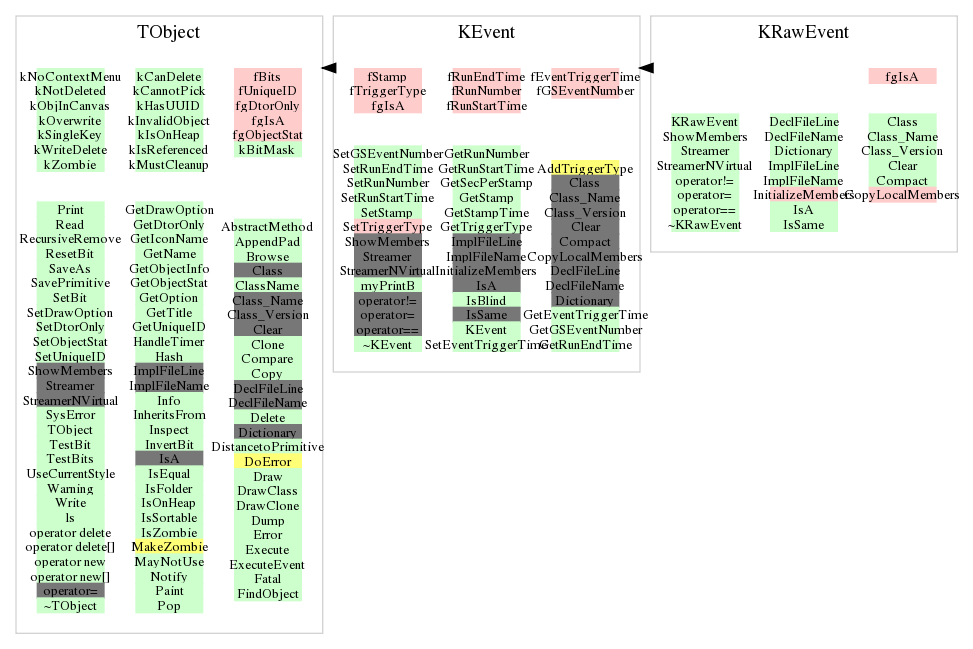 TObject
kNoContextMenu
kNotDeleted
kObjInCanvas
kOverwrite
kSingleKey
kWriteDelete
kZombie
kCanDelete
kCannotPick
kHasUUID
kInvalidObject
kIsOnHeap
kIsReferenced
kMustCleanup
fBits
fUniqueID
fgDtorOnly
fgIsA
fgObjectStat
kBitMask
Print
Read
RecursiveRemove
ResetBit
SaveAs
SavePrimitive
SetBit
SetDrawOption
SetDtorOnly
SetObjectStat
SetUniqueID
ShowMembers
Streamer
StreamerNVirtual
SysError
TObject
TestBit
TestBits
UseCurrentStyle
Warning
Write
ls
operator delete
operator delete[]
operator new
operator new[]
operator=
~TObject
GetDrawOption
GetDtorOnly
GetIconName
GetName
GetObjectInfo
GetObjectStat
GetOption
GetTitle
GetUniqueID
HandleTimer
Hash
ImplFileLine
ImplFileName
Info
InheritsFrom
Inspect
InvertBit
IsA
IsEqual
IsFolder
IsOnHeap
IsSortable
IsZombie
MakeZombie
MayNotUse
Notify
Paint
Pop
AbstractMethod
AppendPad
Browse
Class
ClassName
Class_Name
Class_Version
Clear
Clone
Compare
Copy
DeclFileLine
DeclFileName
Delete
Dictionary
DistancetoPrimitive
DoError
Draw
DrawClass
DrawClone
Dump
Error
Execute
ExecuteEvent
Fatal
FindObject
KEvent
fStamp
fTriggerType
fgIsA
fRunEndTime
fRunNumber
fRunStartTime
fEventTriggerTime
fGSEventNumber
SetGSEventNumber
SetRunEndTime
SetRunNumber
SetRunStartTime
SetStamp
SetTriggerType
ShowMembers
Streamer
StreamerNVirtual
myPrintB
operator!=
operator=
operator==
~KEvent
GetRunNumber
GetRunStartTime
GetSecPerStamp
GetStamp
GetStampTime
GetTriggerType
ImplFileLine
ImplFileName
InitializeMembers
IsA
IsBlind
IsSame
KEvent
SetEventTriggerTime
AddTriggerType
Class
Class_Name
Class_Version
Clear
Compact
CopyLocalMembers
DeclFileLine
DeclFileName
Dictionary
GetEventTriggerTime
GetGSEventNumber
GetRunEndTime
KRawEvent
fgIsA
KRawEvent
ShowMembers
Streamer
StreamerNVirtual
operator!=
operator=
operator==
~KRawEvent
DeclFileLine
DeclFileName
Dictionary
ImplFileLine
ImplFileName
InitializeMembers
IsA
IsSame
Class
Class_Name
Class_Version
Clear
Compact
CopyLocalMembers